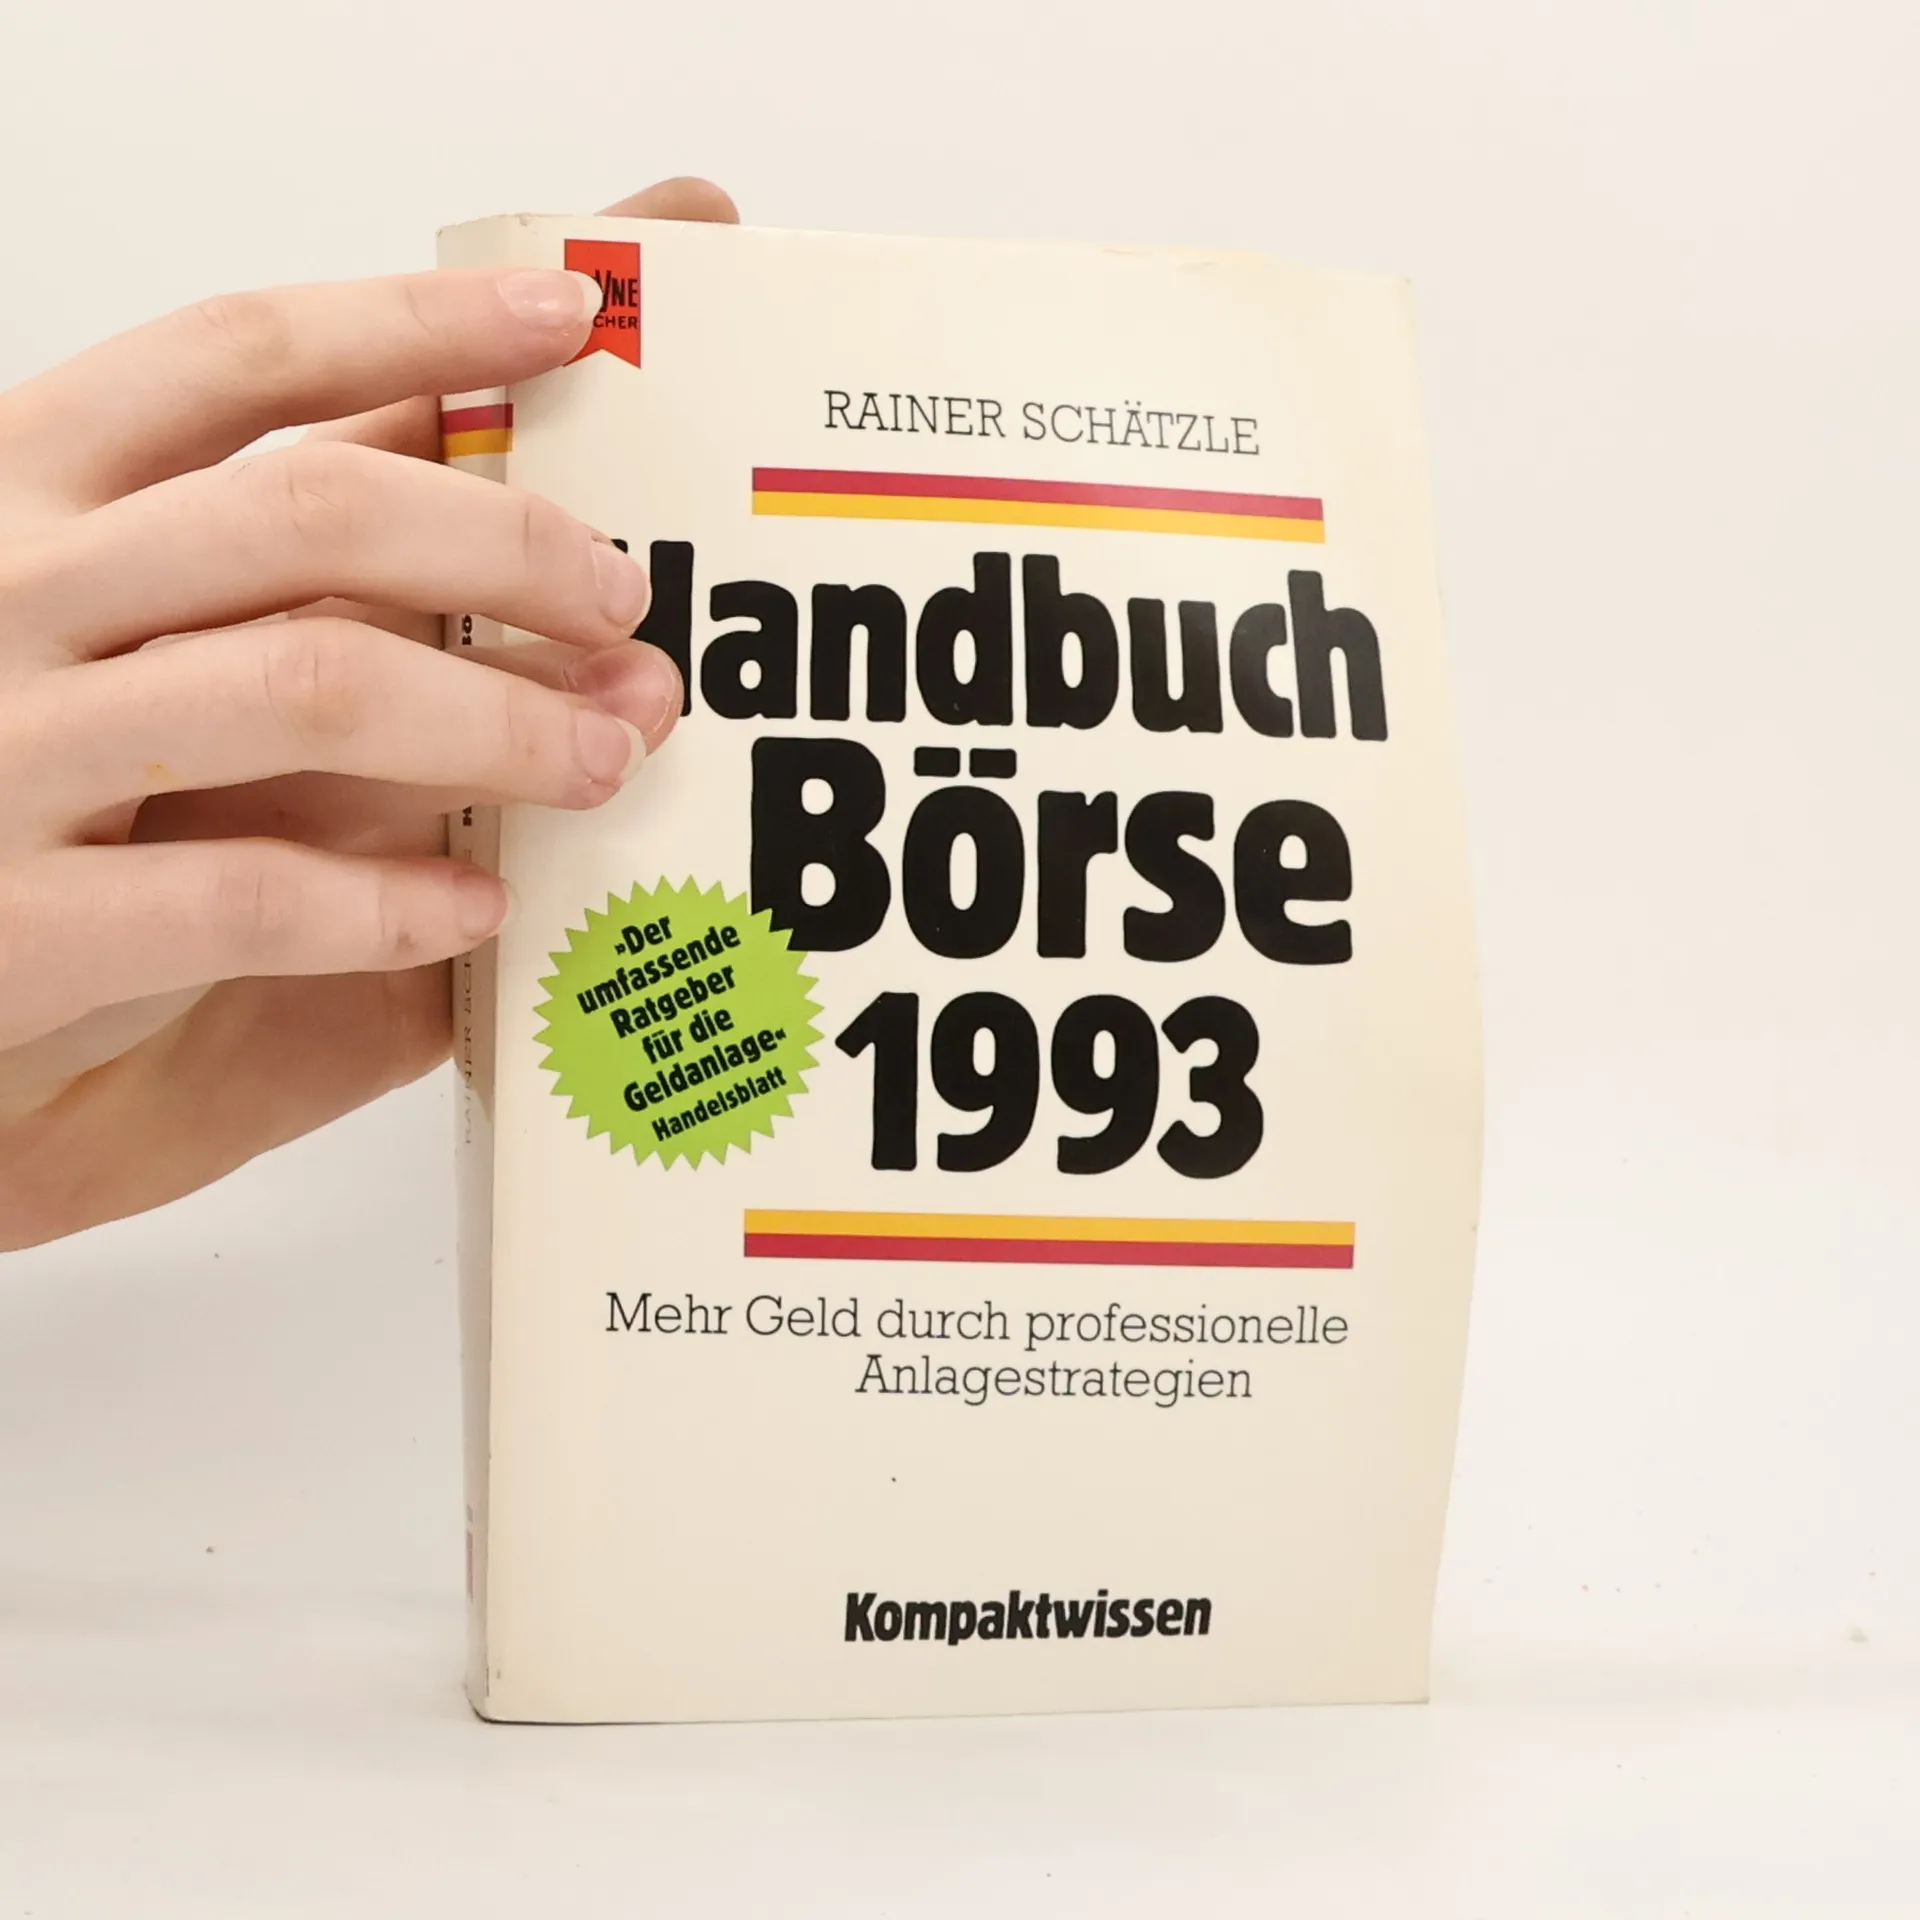 RAINER SCHÄTZLE
Handbuch
Börse
1993
»Der
umfassende
Ratgeber
für die
Geldanlage«
Handelsblatt
Mehr Geld durch professionelle
Anlagestrategien
Kompaktwissen